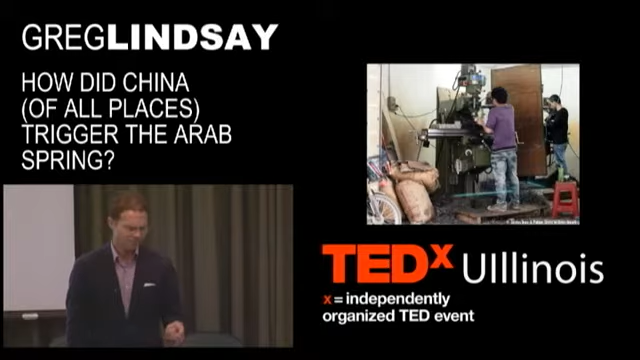 GREGLINDSAY
HOW DID CHINA
(OF ALL PLACES)
TRIGGER THE ARAB
SPRING?
TEDx UIllinois
x = independently
organized TED event